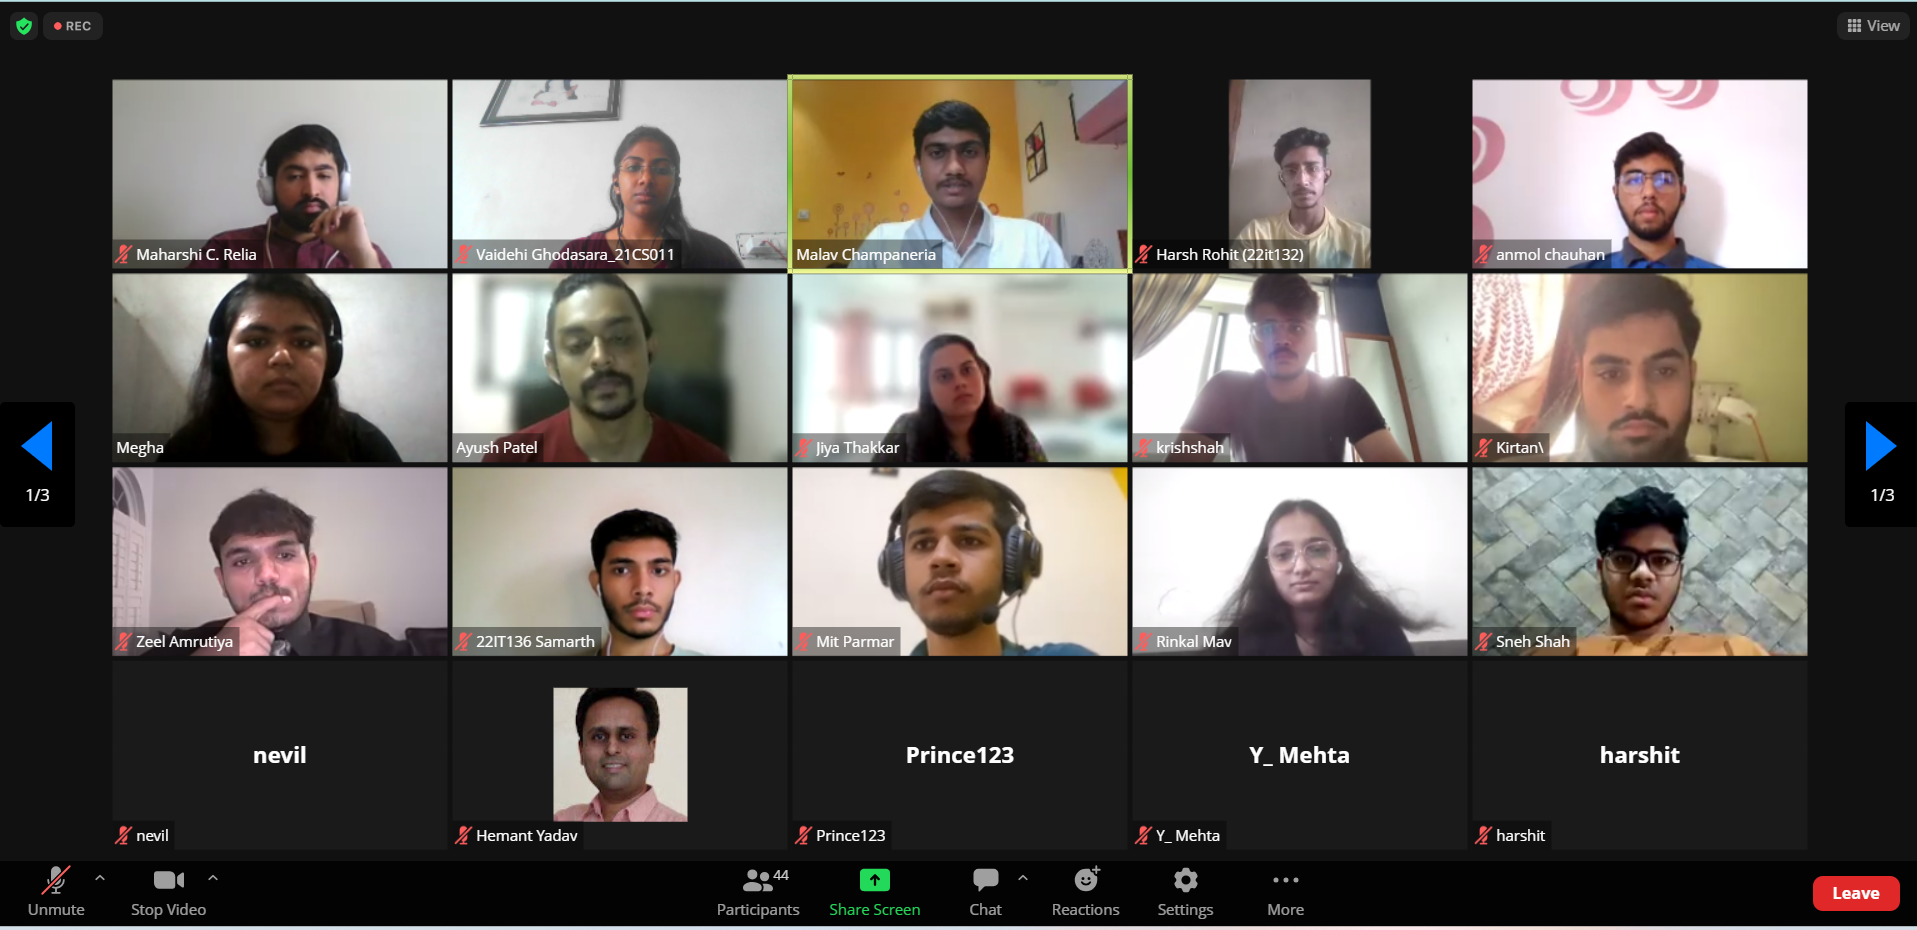 REC
View
Maharshi C. Relia
Vaidehi Ghodasara_21CS011
Malav Champaneria
Harsh Rohit (22it132)
anmol chauhan
Megha
Ayush Patel
Jiya Thakkar
krishshah
Kirtan\
1/3
1/3
Zeel Amrutiya
22IT136 Samarth
Mit Parmar
Rinkal Mav
Sneh Shah
nevil
Prince123
Y_ Mehta
harshit
nevil
Hemant Yadav
Prince123
Y_ Mehta
harshit
44
Unmute
Stop Video
Participants
Share Screen
Chat
Reactions
Settings
More
Leave